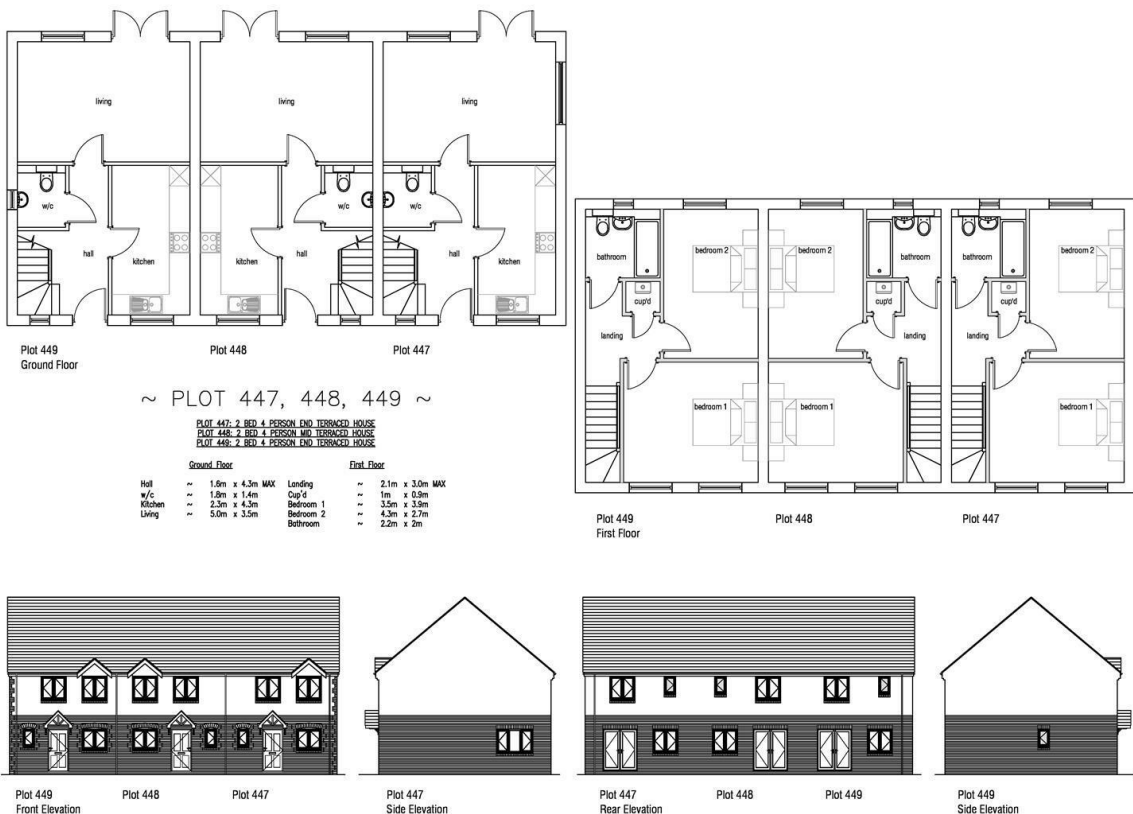 living
living
living
w/c
w/c
w/c
hall
kitchen
kitchen
hall
hall
kitchen
Plot 449
Ground Floor
Plot 448
Plot 447
~ PLOT 447, 448, 449 ~
PLOT 447: 2 BED 4 PERSON END TERRACED HOUSE
PLOT 448: 2 BED 4 PERSON MID TERRACED HOUSE
PLOT 449: 2 BED 4 PERSON END TERRACED HOUSE
Ground Floor
Hall ~ 1.6m x 4.3m MAX
w/c ~ 1.8m x 1.4m
Kitchen ~ 2.3m x 4.3m
Living ~ 5.0m x 3.5m
First Floor
Landing ~ 2.1m x 3.0m MAX
Cup'd ~ 1m x 0.9m
Bedroom 1 ~ 3.5m x 3.9m
Bedroom 2 ~ 4.3m x 2.7m
Bathroom ~ 2.2m x 2m
bathroom
bedroom 2
bedroom 2
bathroom
bathroom
bedroom 2
cup'd
cup'd
cup'd
landing
landing
landing
bedroom 1
bedroom 1
bedroom 1
Plot 449
First Floor
Plot 448
Plot 447
Plot 449
Front Elevation
Plot 448
Plot 447
Plot 447
Side Elevation
Plot 447
Rear Elevation
Plot 448
Plot 449
Plot 449
Side Elevation